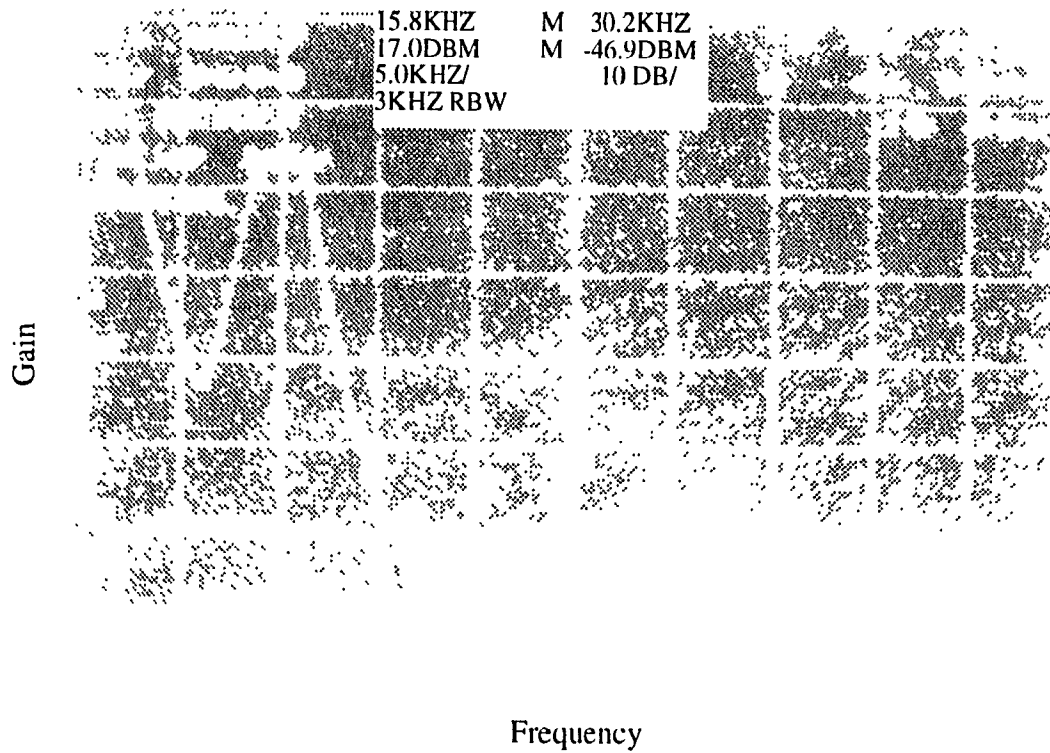 15.8KHZ M 30.2KHZ
17.0DBM M -46.9DBM
5.0KHZ/ 10 DB/
3KHZ RBW
Gain
Frequency